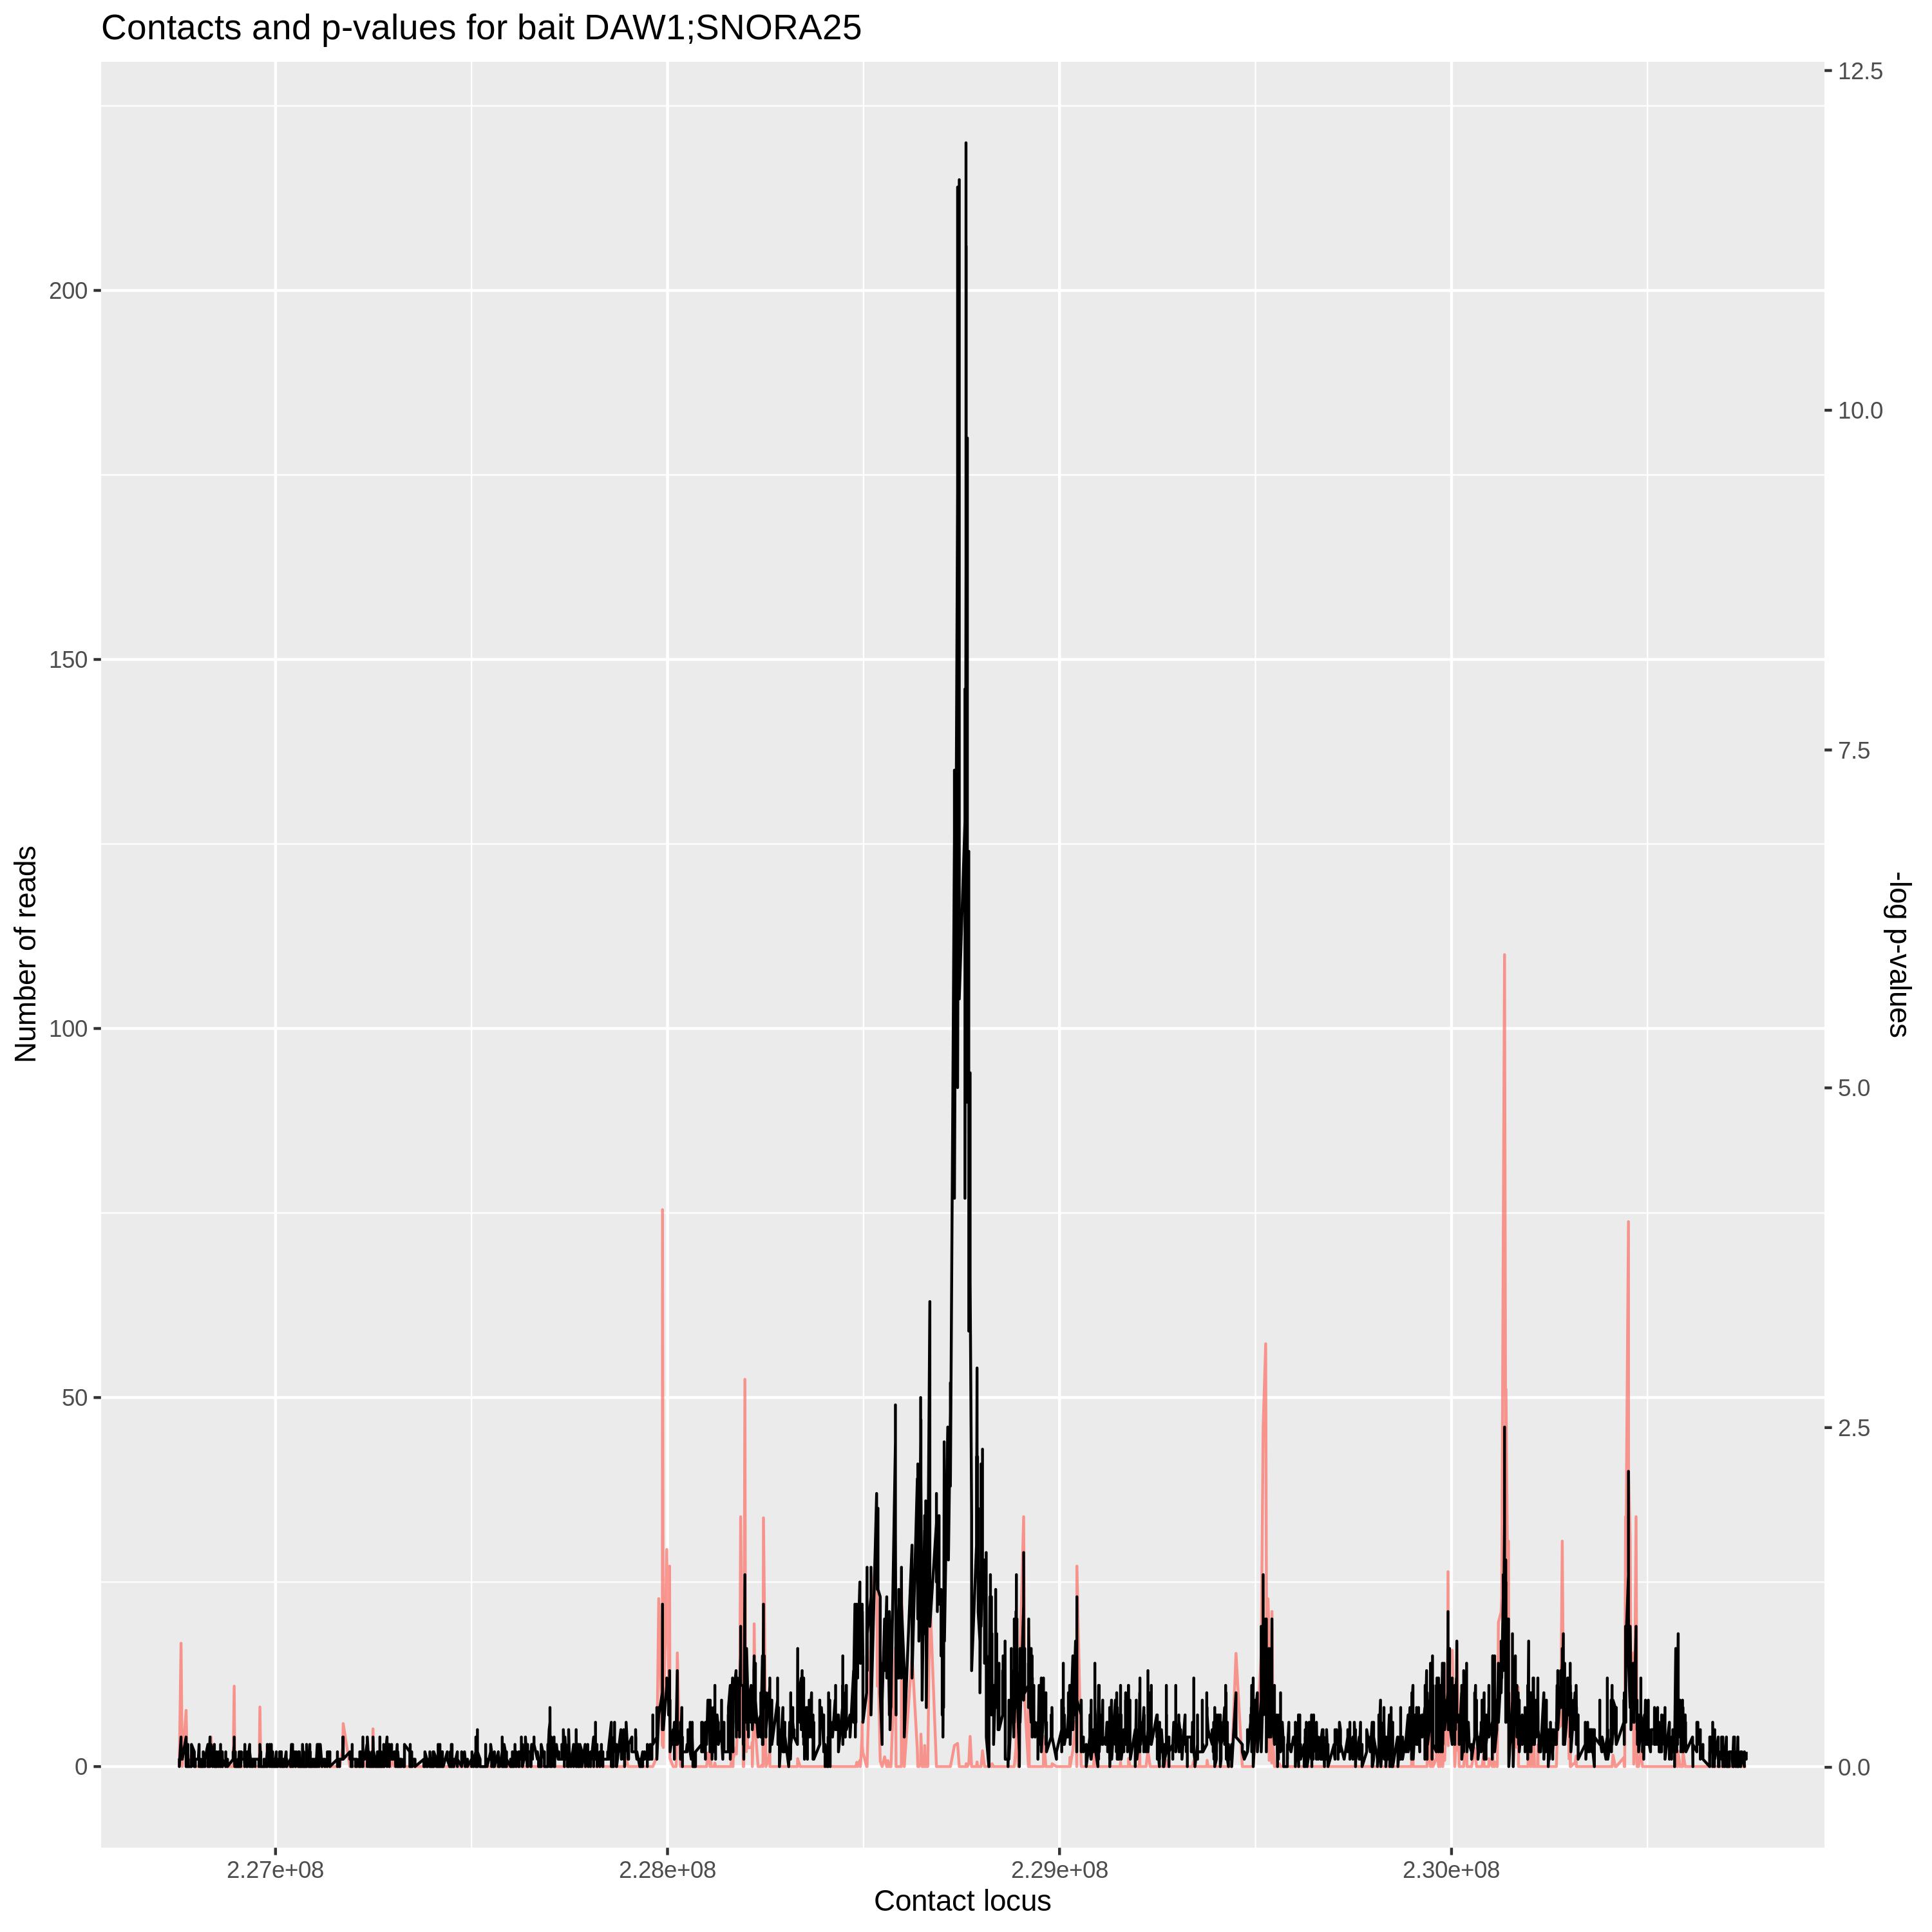 Contacts and p-values for bait DAW1;SNORA25
12.5
10.0
7.5
5.0
2.5
0.0
200
150
100
50
0
Number of reads
-log p-values
2.27e+08
2.28e+08
2.29e+08
2.30e+08
Contact locus